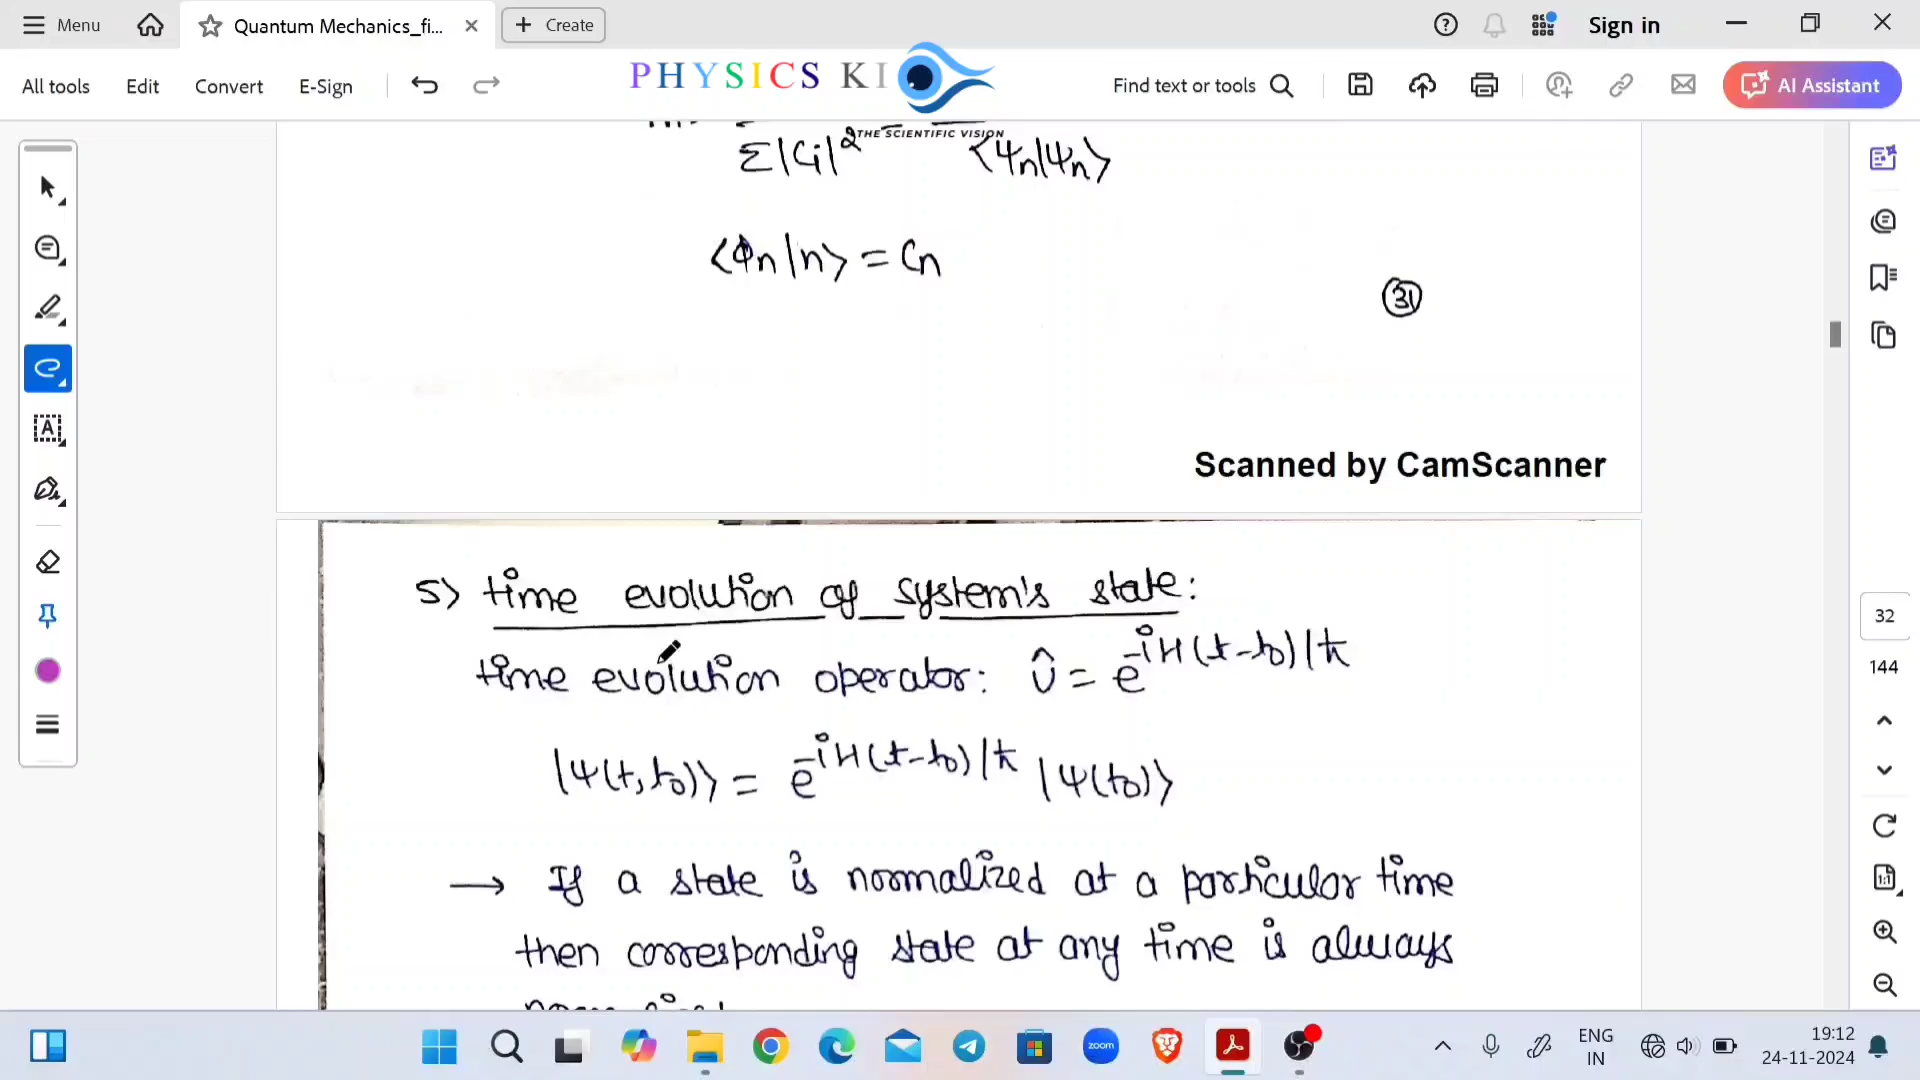 Menu
Quantum Mechanics_fi...
Create
Sign in
All tools
Edit
Convert
E-Sign
PHYSICS KI
THE SCIENTIFIC VISION
Find text or tools
AI Assistant
Σ|Ci|² ⟨Ψn|Ψn⟩
⟨Φn|n⟩ = Cn
31
Scanned by CamScanner
5) time evolution of system's state:
time evolution operator: Û = e^-iH(t-t0)/ħ
|Ψ(t,t0)⟩ = e^-iH(t-t0)/ħ |Ψ(t0)⟩
→ If a state is normalized at a particular time
then corresponding state at any time is always
32
144
1:1
zoom
ENG
IN
19:12
24-11-2024